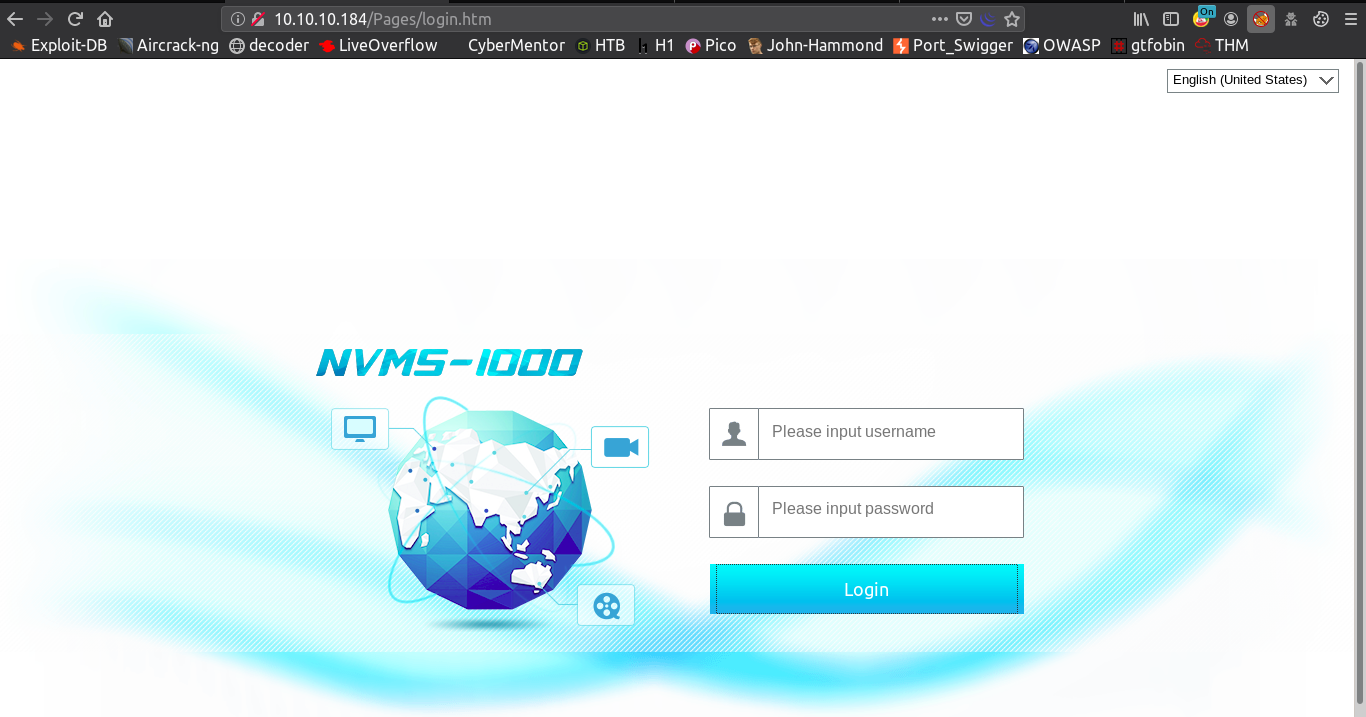 10.10.10.184/Pages/login.htm
On
Exploit-DB Aircrack-ng decoder LiveOverflow CyberMentor HTB H1 Pico John-Hammond Port_Swigger OWASP gtfobin THM
English (United States)
NVMS-1000
Please input username
Please input password
Login